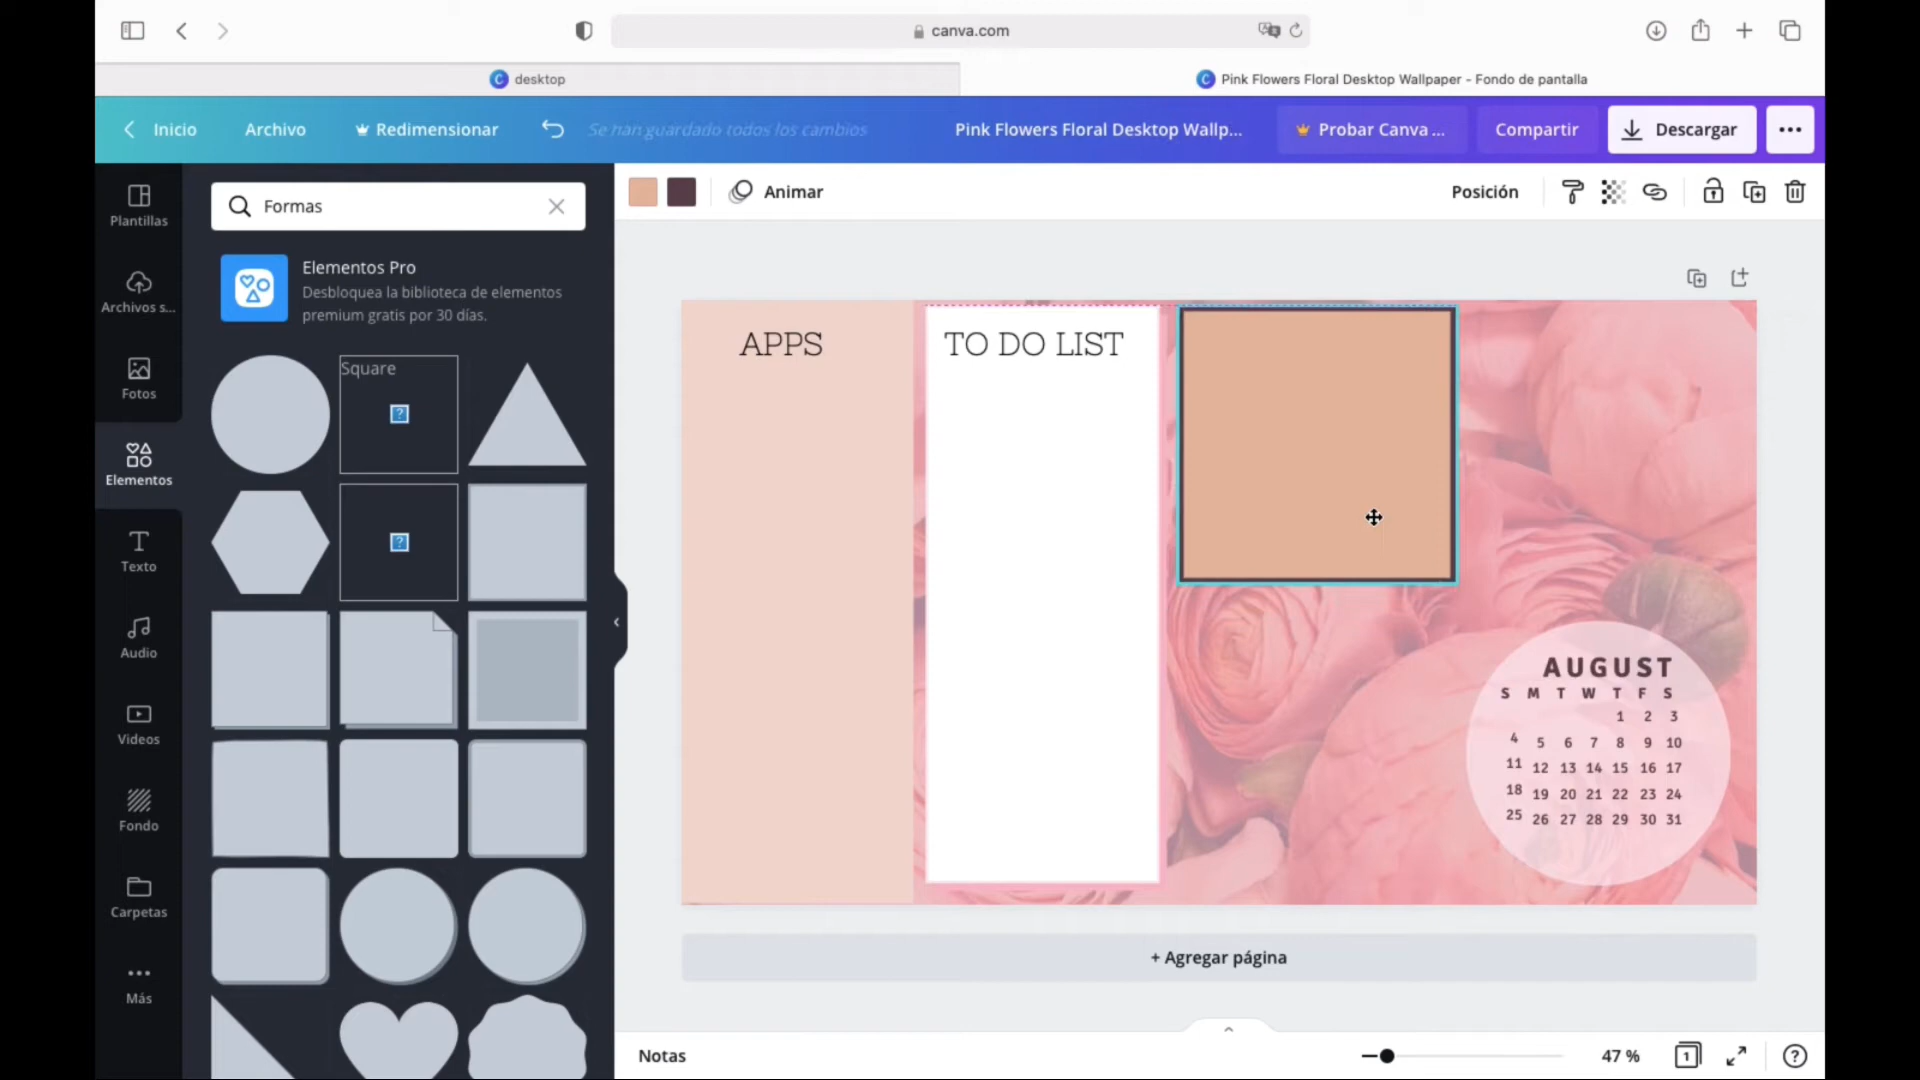 canva.com
desktop
Pink Flowers Floral Desktop Wallpaper - Fondo de pantalla
Inicio
Archivo
Redimensionar
Se han guardado todos los cambios
Pink Flowers Floral Desktop Wallp...
Probar Canva ...
Compartir
Descargar
Plantillas
Archivos s...
Fotos
Elementos
Texto
Audio
Videos
Fondo
Carpetas
Más
Formas
Elementos Pro
Desbloquea la biblioteca de elementos
premium gratis por 30 días.
Square
Animar
Posición
APPS
TO DO LIST
AUGUST
S M T W T F S
1 2 3
4 5 6 7 8 9 10
11 12 13 14 15 16 17
18 19 20 21 22 23 24
25 26 27 28 29 30 31
+ Agregar página
Notas
47 %
1